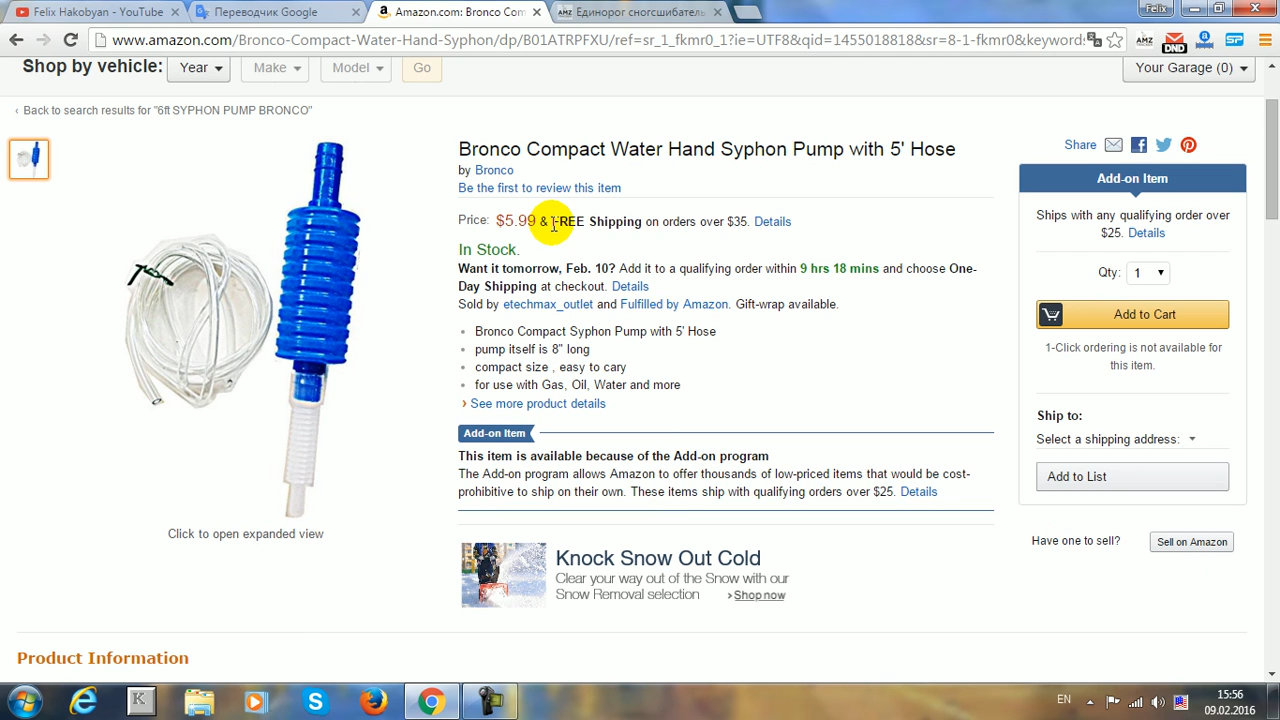 Felix Hakobyan - YouTube
Переводчик Google
Amazon.com: Bronco Com
AMZ Единорог сногсшибатель
Felix
www.amazon.com/Bronco-Compact-Water-Hand-Syphon/dp/B01ATRPFXU/ref=sr_1_fkmr0_1?ie=UTF8&qid=1455018818&sr=8-1-fkmr0&keyword
AMZ
DND
SP
Shop by vehicle:
Year
Make
Model
Go
Your Garage (0)
‹ Back to search results for "6ft SYPHON PUMP BRONCO"
Bronco Compact Water Hand Syphon Pump with 5' Hose
by Bronco
Be the first to review this item
Price: $5.99 & FREE Shipping on orders over $35. Details
In Stock.
Want it tomorrow, Feb. 10? Add it to a qualifying order within 9 hrs 18 mins and choose One-
Day Shipping at checkout. Details
Sold by etechmax_outlet and Fulfilled by Amazon. Gift-wrap available.
• Bronco Compact Syphon Pump with 5' Hose
• pump itself is 8" long
• compact size , easy to cary
• for use with Gas, Oil, Water and more
› See more product details
Add-on Item
This item is available because of the Add-on program
The Add-on program allows Amazon to offer thousands of low-priced items that would be cost-
prohibitive to ship on their own. These items ship with qualifying orders over $25. Details
Click to open expanded view
Knock Snow Out Cold
Clear your way out of the Snow with our
Snow Removal selection
›Shop now
Share
Add-on Item
Ships with any qualifying order over
$25. Details
Qty: 1
Add to Cart
1-Click ordering is not available for
this item.
Ship to:
Select a shipping address:
Add to List
Have one to sell?
Sell on Amazon
Product Information
K
EN
15:56
09.02.2016